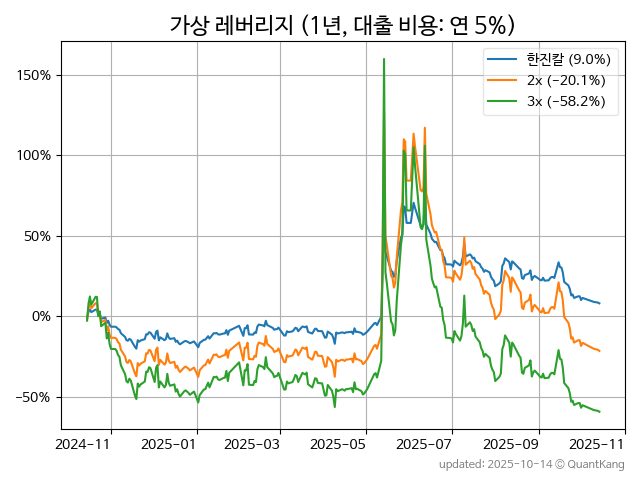 가상 레버리지 (1년, 대출 비용: 연 5%)
한진칼 (9.0%)
2x (−20.1%)
3x (−58.2%)
150%
100%
50%
0%
−50%
2024-11
2025-01
2025-03
2025-05
2025-07
2025-09
2025-11
updated: 2025-10-14 © QuantKang